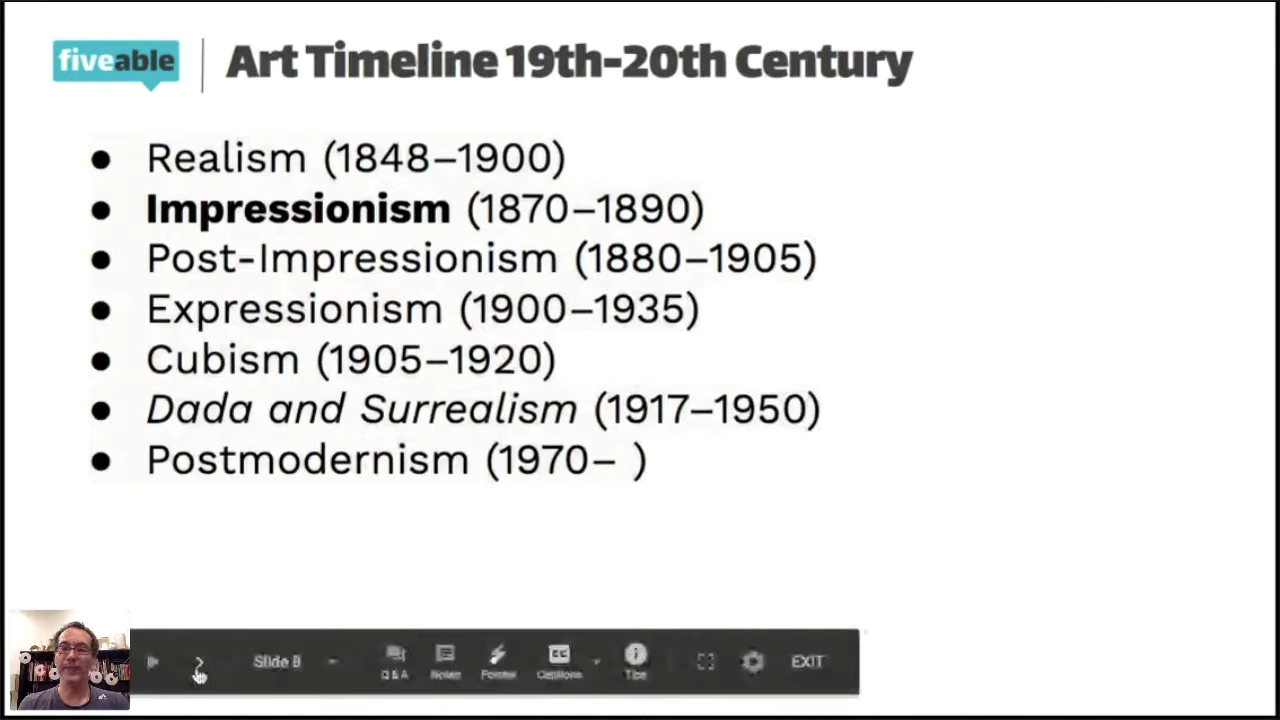 fiveable
Art Timeline 19th-20th Century
● Realism (1848–1900)
● Impressionism (1870–1890)
● Post-Impressionism (1880–1905)
● Expressionism (1900–1935)
● Cubism (1905–1920)
● Dada and Surrealism (1917–1950)
● Postmodernism (1970– )
Slide
Q&A Notes Pointer Captions Tips EXIT